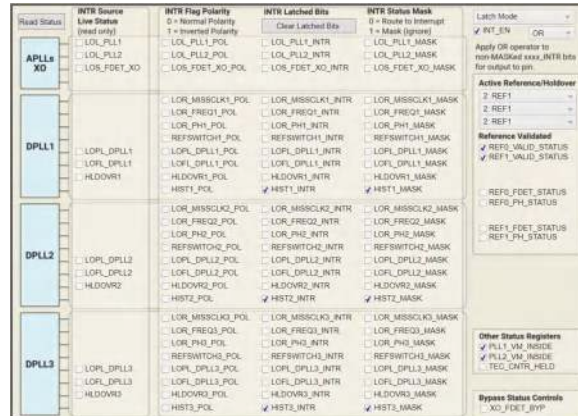 Read Status
INTR Source
Live Status
(read only)
INTR Flag Polarity
0 = Normal Polarity
1 = Inverted Polarity
INTR Latched Bits
Clear Latched Bits
INTR Status Mask
0 = Route to Interrupt
1 = Mask (ignore)
APLLs
XO
LOL_PLL1 LOL_PLL1_POL LOL_PLL1_INTR LOL_PLL1_MASK
LOL_PLL2 LOL_PLL2_POL LOL_PLL2_INTR LOL_PLL2_MASK
LOS_FDET_XO LOS_FDET_XO_POL LOS_FDET_XO_INTR LOS_FDET_XO_MASK
DPLL1
LOR_MISSCLK1_POL LOR_MISSCLK1_INTR LOR_MISSCLK1_MASK
LOR_FREQ1_POL LOR_FREQ1_INTR LOR_FREQ1_MASK
LOR_PH1_POL LOR_PH1_INTR LOR_PH1_MASK
REFSWITCH1_POL REFSWITCH1_INTR REFSWITCH1_MASK
LOPL_DPLL1 LOPL_DPLL1_POL LOPL_DPLL1_INTR LOPL_DPLL1_MASK
LOFL_DPLL1 LOFL_DPLL1_POL LOFL_DPLL1_INTR LOFL_DPLL1_MASK
HLDOVR1 HLDOVR1_POL HLDOVR1_INTR HLDOVR1_MASK
HIST1_POL HIST1_INTR HIST1_MASK
DPLL2
LOR_MISSCLK2_POL LOR_MISSCLK2_INTR LOR_MISSCLK2_MASK
LOR_FREQ2_POL LOR_FREQ2_INTR LOR_FREQ2_MASK
LOR_PH2_POL LOR_PH2_INTR LOR_PH2_MASK
REFSWITCH2_POL REFSWITCH2_INTR REFSWITCH2_MASK
LOPL_DPLL2 LOPL_DPLL2_POL LOPL_DPLL2_INTR LOPL_DPLL2_MASK
LOFL_DPLL2 LOFL_DPLL2_POL LOFL_DPLL2_INTR LOFL_DPLL2_MASK
HLDOVR2 HLDOVR2_POL HLDOVR2_INTR HLDOVR2_MASK
HIST2_POL HIST2_INTR HIST2_MASK
DPLL3
LOR_MISSCLK3_POL LOR_MISSCLK3_INTR LOR_MISSCLK3_MASK
LOR_FREQ3_POL LOR_FREQ3_INTR LOR_FREQ3_MASK
LOR_PH3_POL LOR_PH3_INTR LOR_PH3_MASK
REFSWITCH3_POL REFSWITCH3_INTR REFSWITCH3_MASK
LOPL_DPLL3 LOPL_DPLL3_POL LOPL_DPLL3_INTR LOPL_DPLL3_MASK
LOFL_DPLL3 LOFL_DPLL3_POL LOFL_DPLL3_INTR LOFL_DPLL3_MASK
HLDOVR3 HLDOVR3_POL HLDOVR3_INTR HLDOVR3_MASK
HIST3_POL HIST3_INTR HIST3_MASK
Latch Mode
INT_EN OR
Apply OR operator to
non-MASKed xxxx_INTR bits
for output to pin.
Active Reference/Holdover
2: REF1
2: REF1
2: REF1
Reference Validated
REF0_VALID_STATUS
REF1_VALID_STATUS
REF0_FDET_STATUS
REF0_PH_STATUS
REF1_FDET_STATUS
REF1_PH_STATUS
Other Status Registers
PLL1_VM_INSIDE
PLL2_VM_INSIDE
TEC_CNTR_HELD
Bypass Status Controls
XO_FDET_BYP